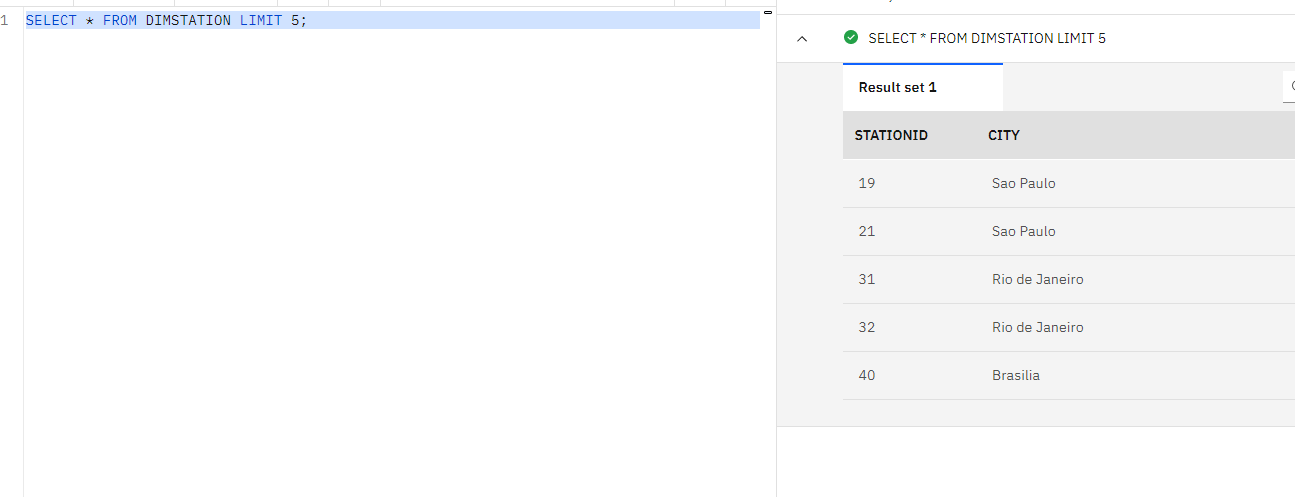 1 SELECT * FROM DIMSTATION LIMIT 5;
SELECT * FROM DIMSTATION LIMIT 5
Result set 1
STATIONID CITY
19 Sao Paulo
21 Sao Paulo
31 Rio de Janeiro
32 Rio de Janeiro
40 Brasilia